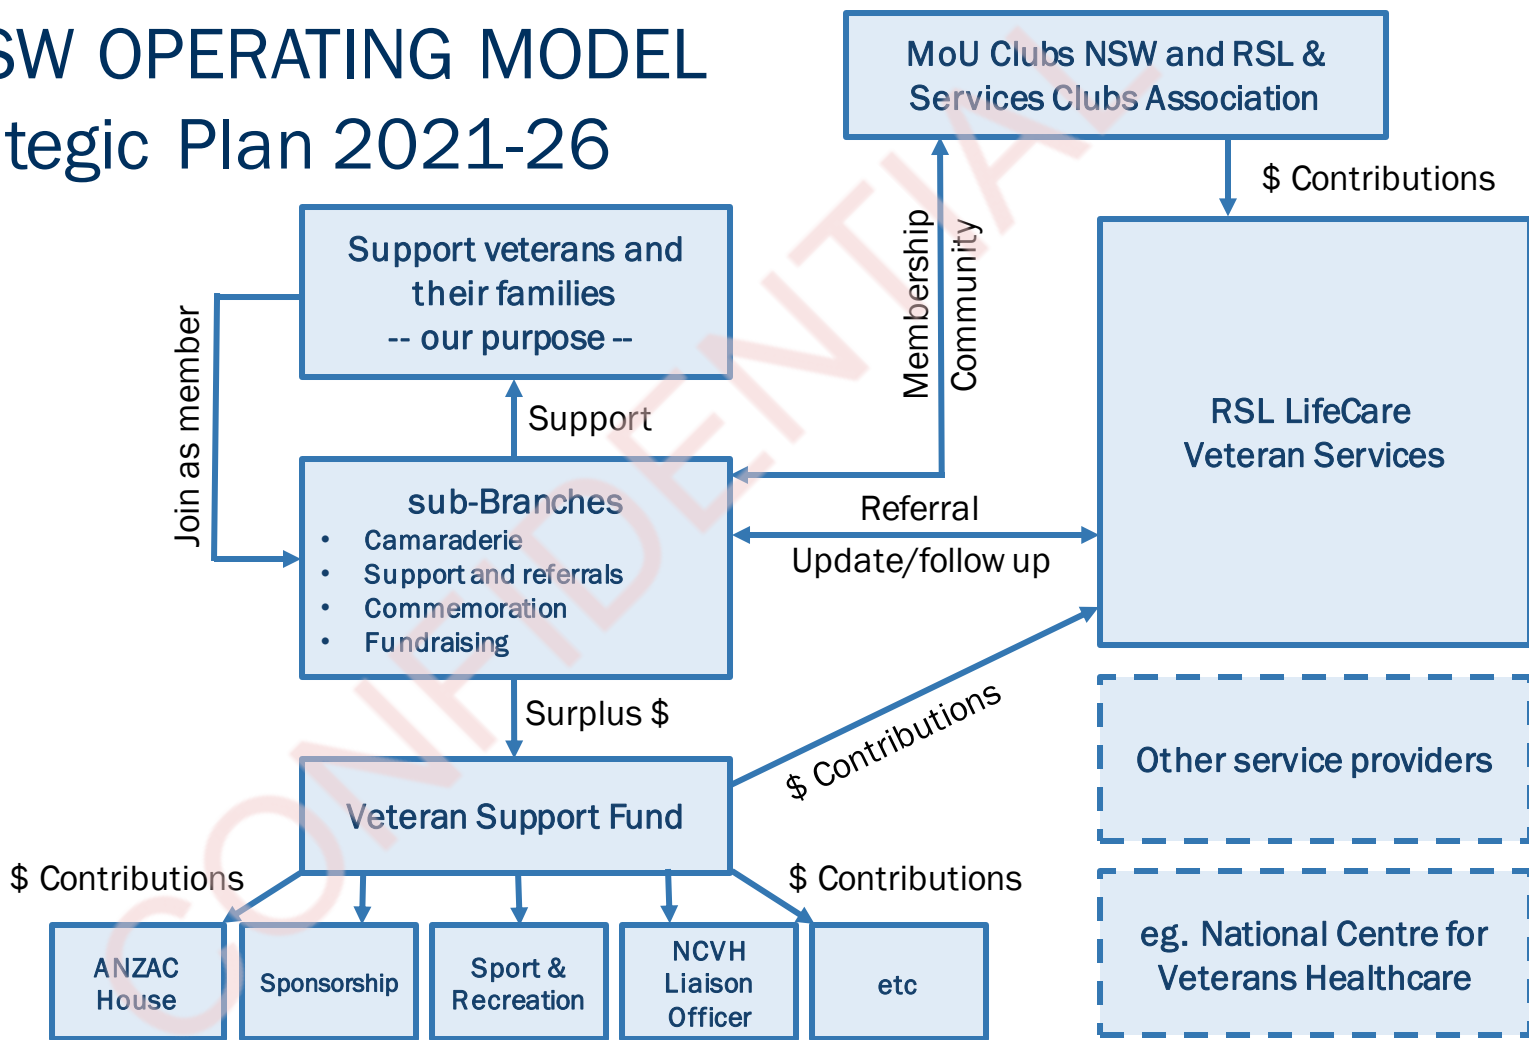 SW OPERATING MODEL
tegic Plan 2021-26
MoU Clubs NSW and RSL &
Services Clubs Association
$ Contributions
Support veterans and
their families
-- our purpose --
Membership
Community
Join as member
Support
RSL LifeCare
Veteran Services
sub-Branches
• Camaraderie
• Support and referrals
• Commemoration
• Fundraising
Referral
Update/follow up
Surplus $
$ Contributions
Other service providers
Veteran Support Fund
$ Contributions
$ Contributions
ANZAC
House
Sponsorship
Sport &
Recreation
NCVH
Liaison
Officer
etc
eg. National Centre for
Veterans Healthcare
CONFIDENTIAL